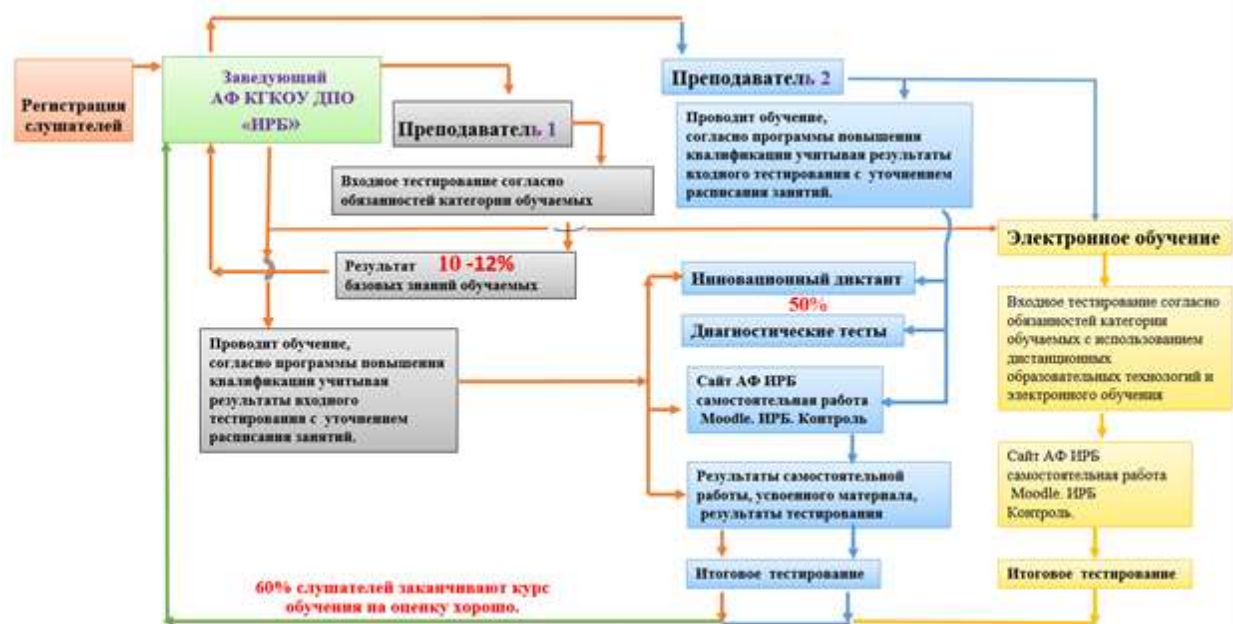 Регистрация
слушателей
Заведующий
АФ КГКОУ ДПО
«ИРБ»
Преподаватель 1
Входное тестирование согласно
обязанностей категории обучаемых
Результат 10 -12%
базовых знаний обучаемых
Проводит обучение,
согласно программы повышения
квалификации учитывая
результаты входного
тестирования с уточнением
расписания занятий.
Преподаватель 2
Проводит обучение,
согласно программы повышения
квалификации учитывая результаты
входного тестирования с уточнением
расписания занятий.
Инновационный диктант
50%
Диагностические тесты
Сайт АФ ИРБ
самостоятельная работа
Moodle. ИРБ. Контроль
Результаты самостоятельной
работы, усвоенного материала,
результаты тестирования
Итоговое тестирование
Электронное обучение
Входное тестирование согласно
обязанностей категории
обучаемых с использованием
дистанционных
образовательных технологий и
электронного обучения
Сайт АФ ИРБ
самостоятельная работа
Moodle. ИРБ
Контроль.
Итоговое тестирование
60% слушателей заканчивают курс
обучения на оценку хорошо.